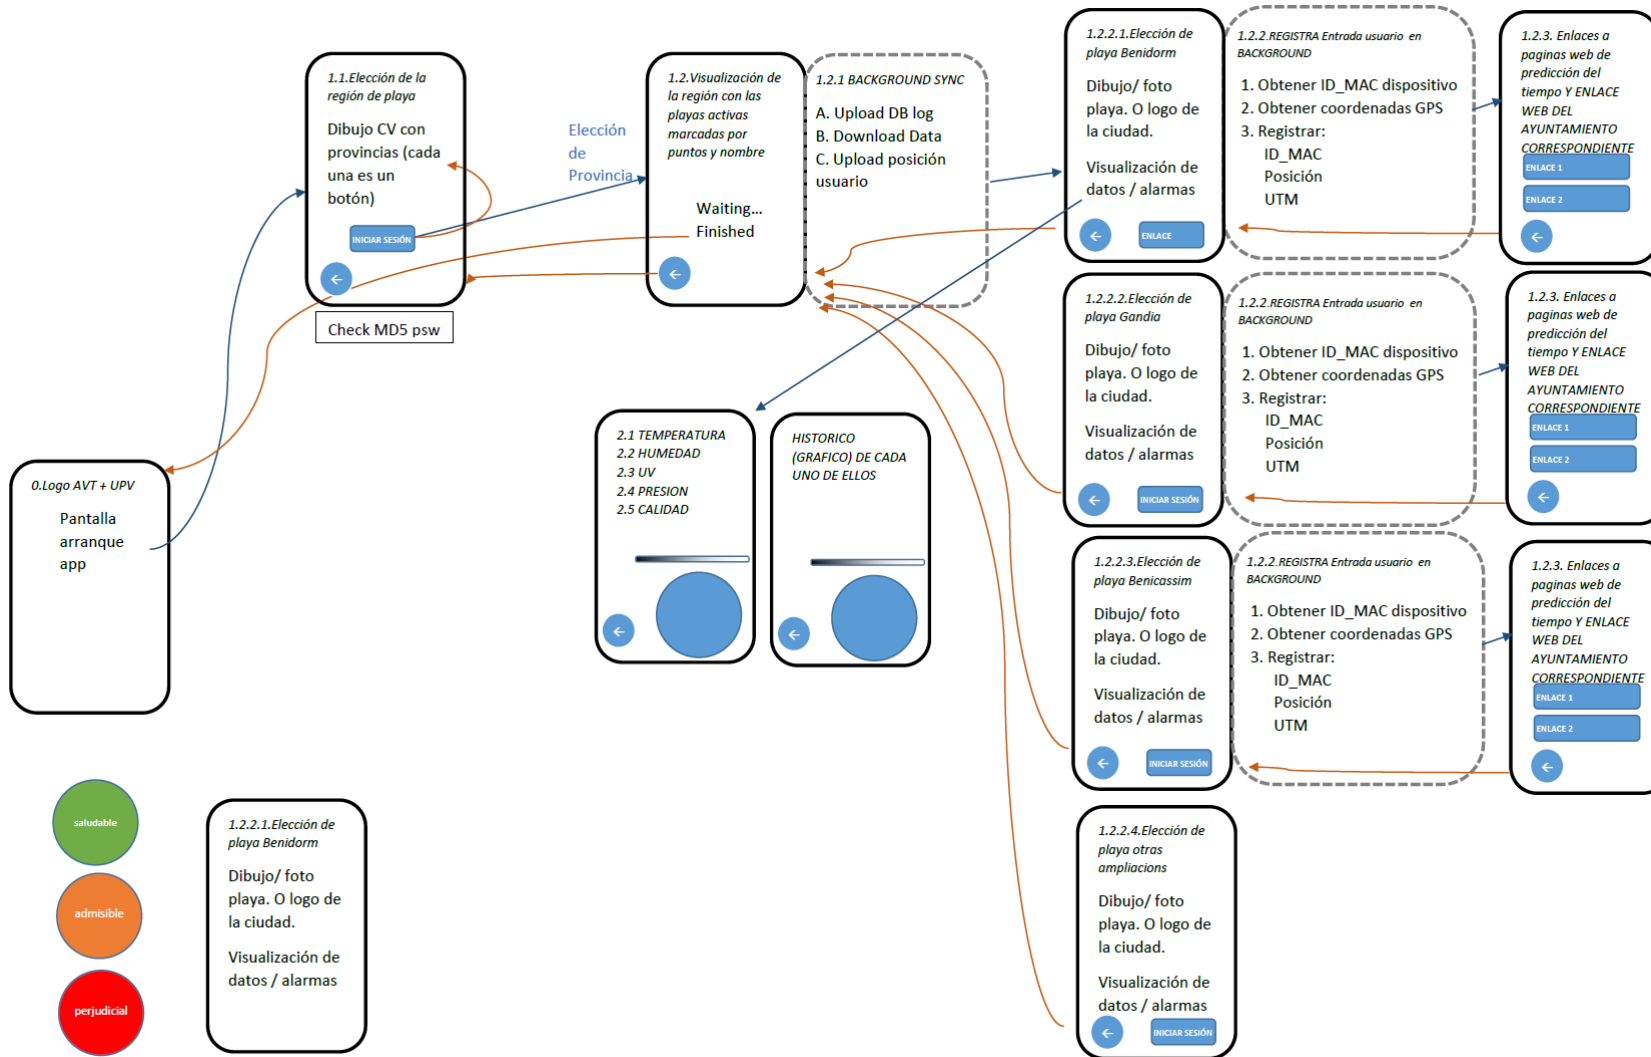 1.1.Elección de la
región de playa
Dibujo CV con
provincias (cada
una es un
botón)
INICIAR SESIÓN
Check MD5 psw
Elección
de
Provincia
1.2.Visualización de
la región con las
playas activas
marcadas por
puntos y nombre
Waiting...
Finished
1.2.1 BACKGROUND SYNC
A. Upload DB log
B. Download Data
C. Upload posición
usuario
1.2.2.1.Elección de
playa Benidorm
Dibujo/ foto
playa. O logo de
la ciudad.
Visualización de
datos / alarmas
ENLACE
1.2.2.REGISTRA Entrada usuario en
BACKGROUND
1. Obtener ID_MAC dispositivo
2. Obtener coordenadas GPS
3. Registrar:
ID_MAC
Posición
UTM
1.2.3. Enlaces a
paginas web de
predicción del
tiempo Y ENLACE
WEB DEL
AYUNTAMIENTO
CORRESPONDIENTE
ENLACE 1
ENLACE 2
1.2.2.2.Elección de
playa Gandia
Dibujo/ foto
playa. O logo de
la ciudad.
Visualización de
datos / alarmas
INICIAR SESIÓN
1.2.2.REGISTRA Entrada usuario en
BACKGROUND
1. Obtener ID_MAC dispositivo
2. Obtener coordenadas GPS
3. Registrar:
ID_MAC
Posición
UTM
1.2.3. Enlaces a
paginas web de
predicción del
tiempo Y ENLACE
WEB DEL
AYUNTAMIENTO
CORRESPONDIENTE
ENLACE 1
ENLACE 2
0.Logo AVT + UPV
Pantalla
arranque
app
2.1 TEMPERATURA
2.2 HUMEDAD
2.3 UV
2.4 PRESION
2.5 CALIDAD
HISTORICO
(GRAFICO) DE CADA
UNO DE ELLOS
1.2.2.3.Elección de
playa Benicassim
Dibujo/ foto
playa. O logo de
la ciudad.
Visualización de
datos / alarmas
INICIAR SESIÓN
1.2.2.REGISTRA Entrada usuario en
BACKGROUND
1. Obtener ID_MAC dispositivo
2. Obtener coordenadas GPS
3. Registrar:
ID_MAC
Posición
UTM
1.2.3. Enlaces a
paginas web de
predicción del
tiempo Y ENLACE
WEB DEL
AYUNTAMIENTO
CORRESPONDIENTE
ENLACE 1
ENLACE 2
saludable
admisible
perjudicial
1.2.2.1.Elección de
playa Benidorm
Dibujo/ foto
playa. O logo de
la ciudad.
Visualización de
datos / alarmas
1.2.2.4.Elección de
playa otras
ampliacions
Dibujo/ foto
playa. O logo de
la ciudad.
Visualización de
datos / alarmas
INICIAR SESIÓN